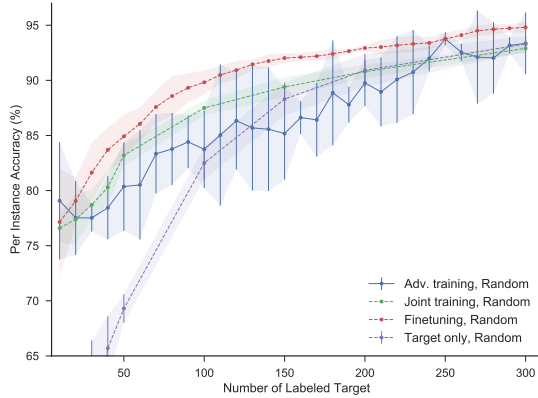 95
90
85
80
75
70
65
Per Instance Accuracy (%)
50
100
150
200
250
300
Number of Labeled Target
Adv. training, Random
Joint training, Random
Finetuning, Random
Target only, Random